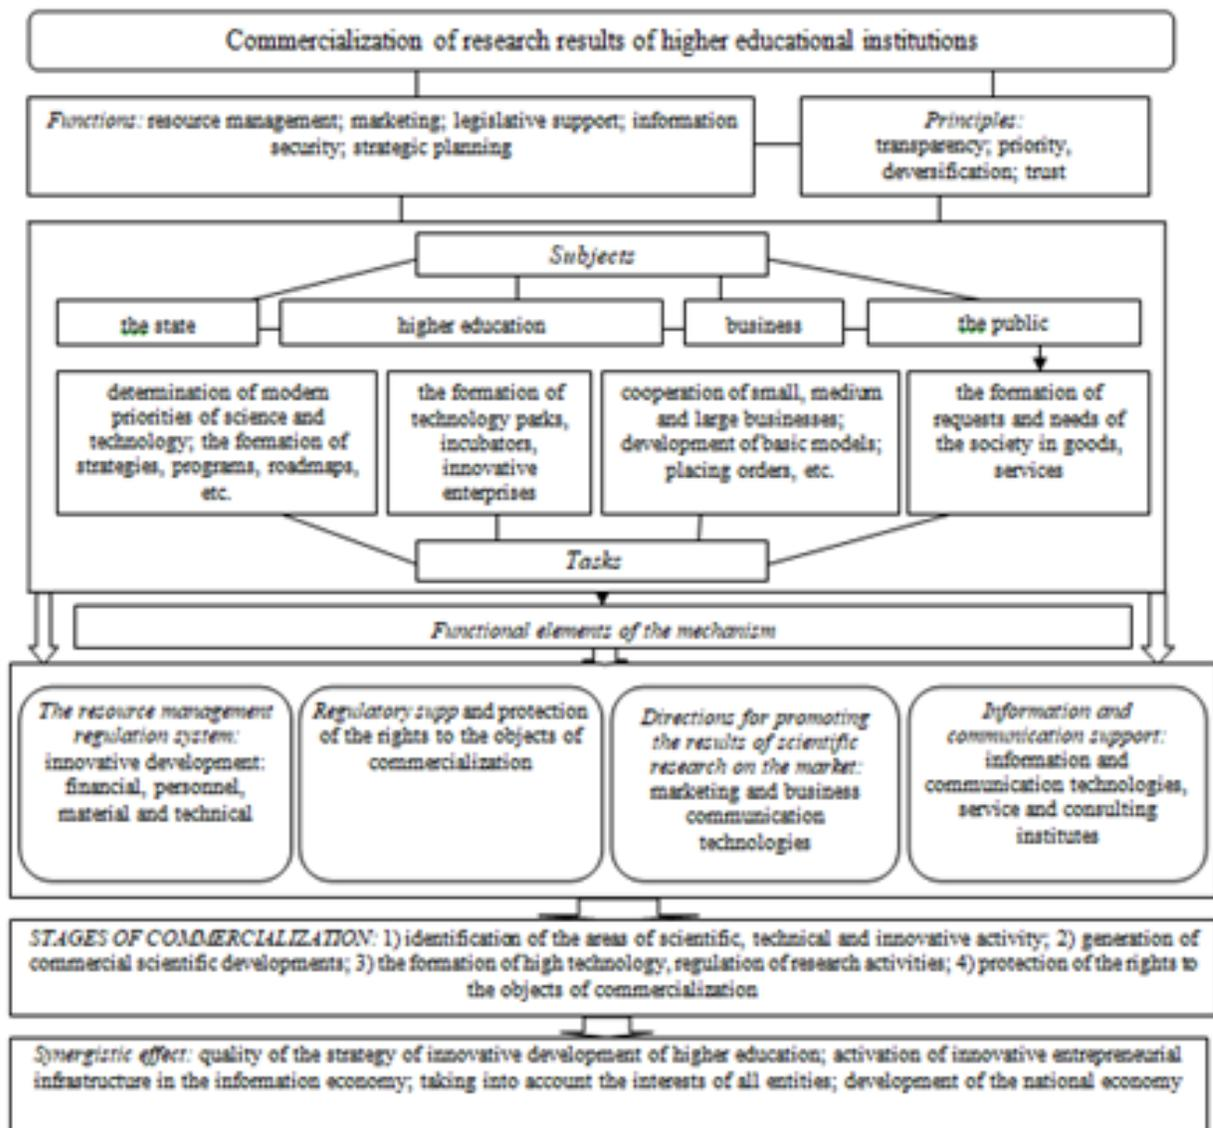 Commercialization of research results of higher educational institutions
Functions: resource management; marketing; legislative support; information
security; strategic planning
Principles:
transparency; priority,
deversification; trust
Subjects
the state
higher education
business
the public
determination of modern
priorities of science and
technology; the formation of
strategies, programs, roadmaps,
etc.
the formation of
technology parks,
incubators,
innovative
enterprises
cooperation of small, medium
and large businesses;
development of basic models;
placing orders, etc.
the formation of
requests and needs of
the society in goods,
services
Tasks
Functional elements of the mechanism
The resource management
regulation system:
innovative development:
financial, personnel,
material and technical
Regulatory supp and protection
of the rights to the objects of
commercialization
Directions for promoting
the results of scientific
research on the market:
marketing and business
communication
technologies
Information and
communication support:
information and
communication technologies,
service and consulting
institutes
STAGES OF COMMERCIALIZATION: 1) identification of the areas of scientific, technical and innovative activity; 2) generation of
commercial scientific developments; 3) the formation of high technology, regulation of research activities; 4) protection of the rights to
the objects of commercialization
Synergistic effect: quality of the strategy of innovative development of higher education; activation of innovative entrepreneurial
infrastructure in the information economy; taking into account the interests of all entities; development of the national economy